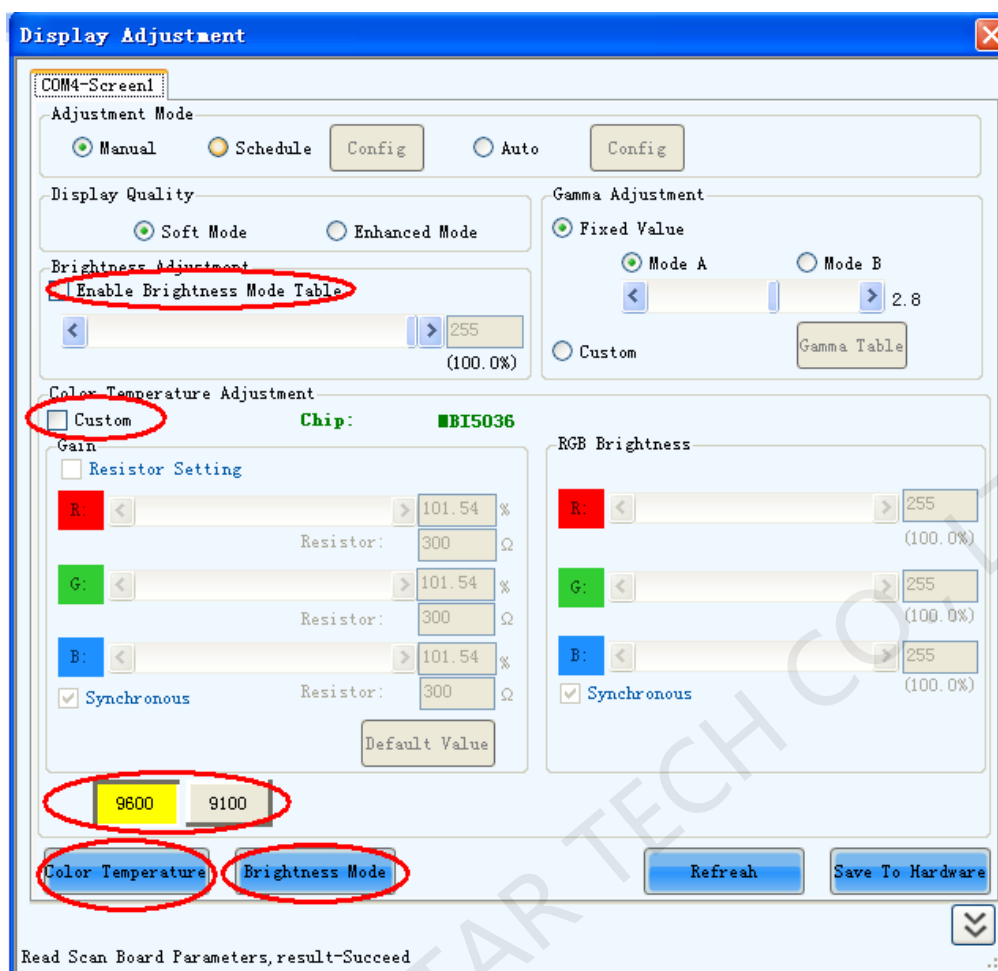 Display Adjustment
COM4-Screen1
Adjustment Mode
Manual Schedule Config Auto Config
Display Quality
Soft Mode Enhanced Mode
Gamma Adjustment
Fixed Value
Mode A Mode B
2.8
Custom Gamma Table
Brightness Adjustment
Enable Brightness Mode Table
255
(100.0%)
Color Temperature Adjustment
Custom Chip: MBI5036
Gain
Resistor Setting
R: 101.54 %
Resistor: 300 Ω
G: 101.54 %
Resistor: 300 Ω
B: 101.54 %
Synchronous Resistor: 300 Ω
Default Value
RGB Brightness
R: 255
(100.0%)
G: 255
(100.0%)
B: 255
Synchronous (100.0%)
9600 9100
Color Temperature Brightness Mode Refresh Save To Hardware
Read Scan Board Parameters,result-Succeed
TAR TECH CO.,